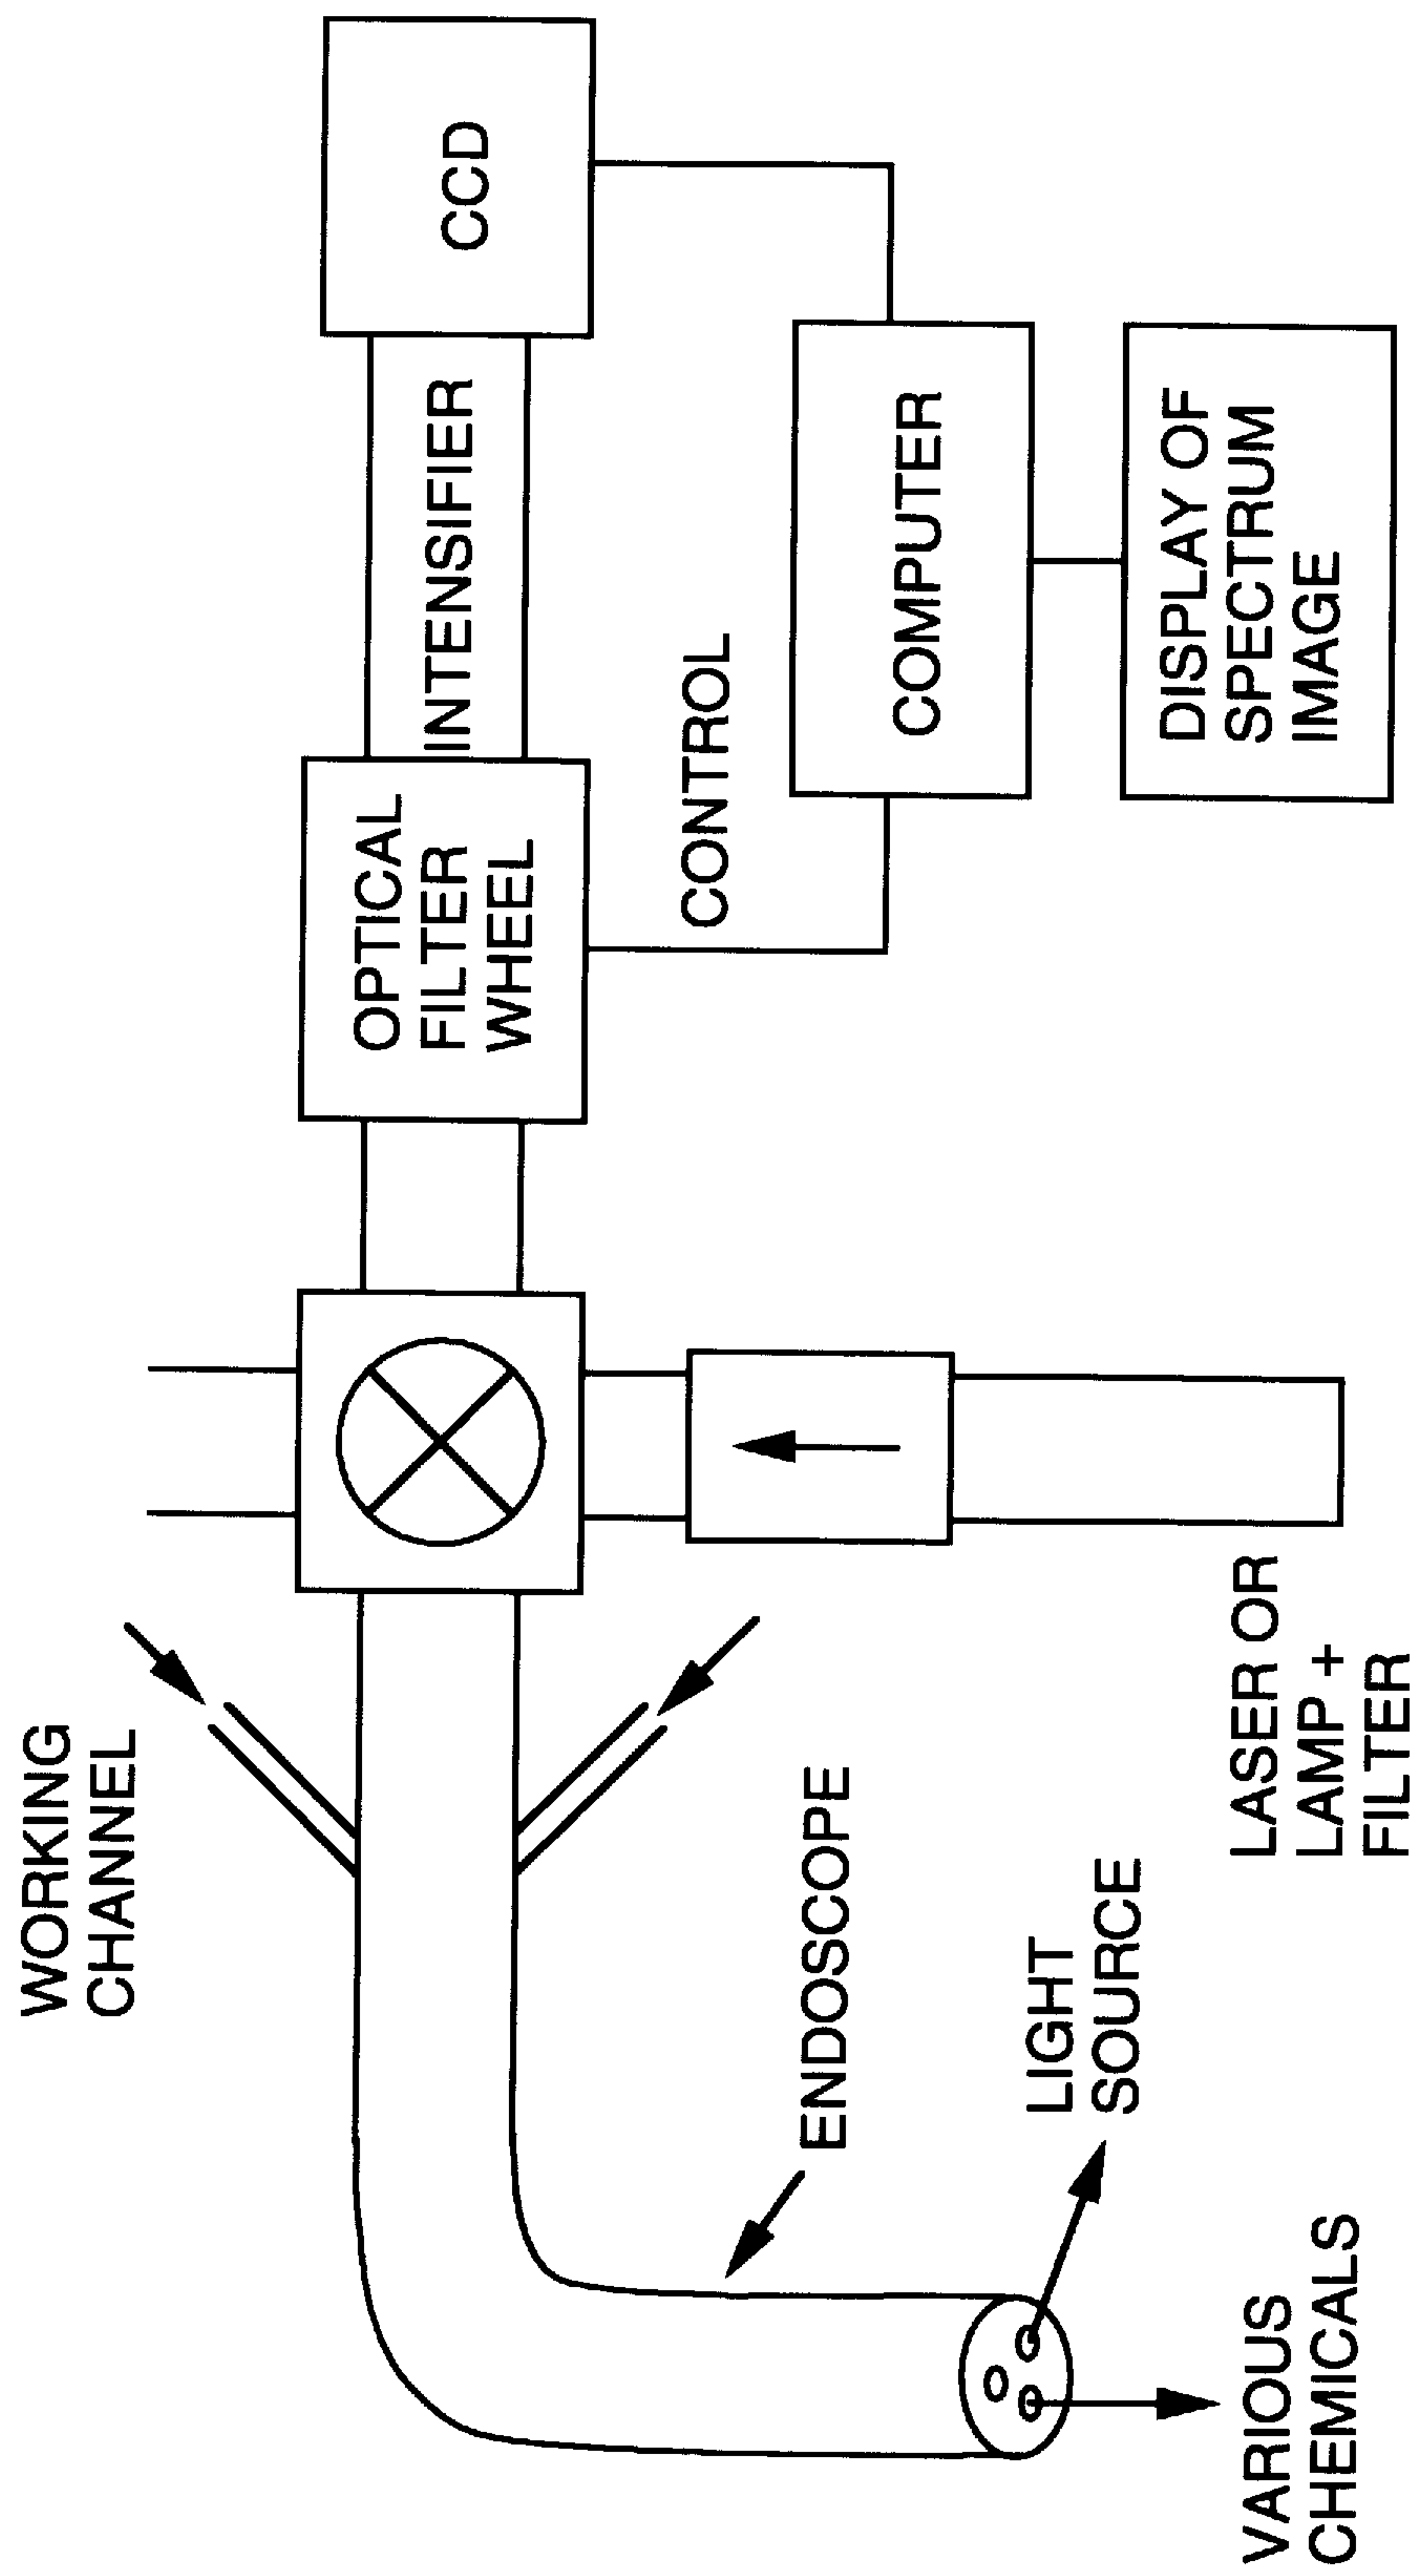 WORKING
CHANNEL
OPTICAL
FILTER
WHEEL
INTENSIFIER
CCD
CONTROL
ENDOSCOPE
COMPUTER
LIGHT
SOURCE
DISPLAY OF
SPECTRUM
IMAGE
VARIOUS
CHEMICALS
LASER OR
LAMP +
FILTER